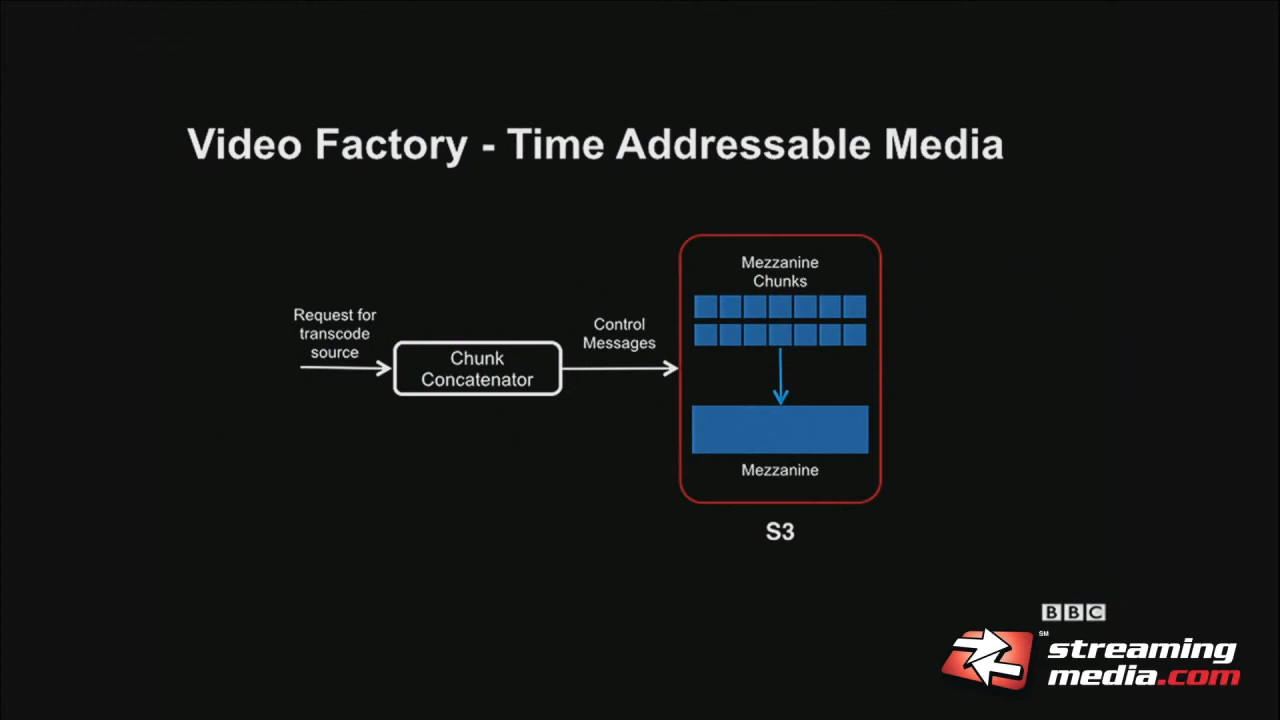 Video Factory - Time Addressable Media
Mezzanine
Chunks
Request for
transcode
source
Control
Messages
Chunk
Concatenator
Mezzanine
S3
BBC
SM
streaming
media.com